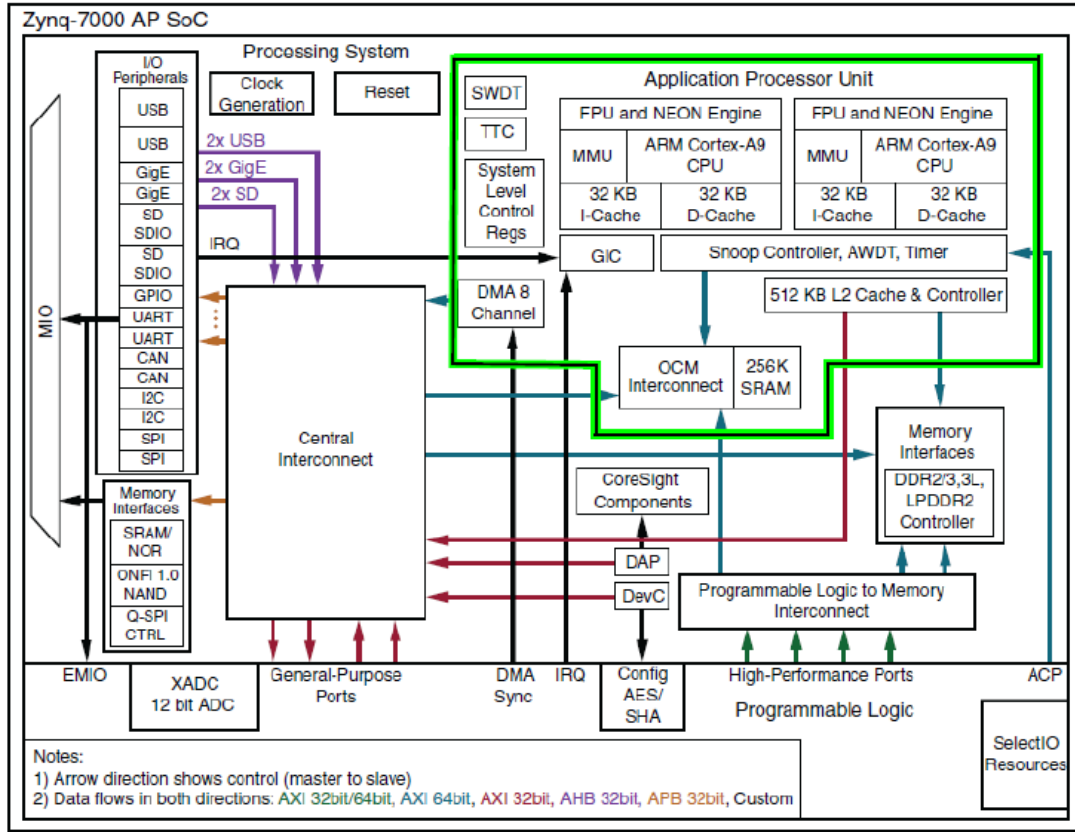 Zynq-7000 AP SoC
Processing System
I/O
Peripherals
USB
USB
GigE
GigE
SD
SDIO
SD
SDIO
GPIO
UART
UART
CAN
CAN
I2C
I2C
SPI
SPI
MIO
Clock
Generation
Reset
2x USB
2x GigE
2x SD
IRQ
Application Processor Unit
SWDT
TTC
System
Level
Control
Regs
FPU and NEON Engine
MMU
ARM Cortex-A9
CPU
32 KB
I-Cache
32 KB
D-Cache
FPU and NEON Engine
MMU
ARM Cortex-A9
CPU
32 KB
I-Cache
32 KB
D-Cache
GIC
Snoop Controller, AWDT, Timer
DMA 8
Channel
512 KB L2 Cache & Controller
OCM
Interconnect
256K
SRAM
Central
Interconnect
Memory
Interfaces
DDR2/3,3L,
LPDDR2
Controller
CoreSight
Components
Memory
Interfaces
SRAM/
NOR
ONFI 1.0
NAND
Q-SPI
CTRL
DAP
DevC
Programmable Logic to Memory
Interconnect
EMIO
XADC
12 bit ADC
General-Purpose
Ports
DMA
Sync
IRQ
Config
AES/
SHA
High-Performance Ports
ACP
Programmable Logic
SelectIO
Resources
Notes:
1) Arrow direction shows control (master to slave)
2) Data flows in both directions: AXI 32bit/64bit, AXI 64bit, AXI 32bit, AHB 32bit, APB 32bit, Custom